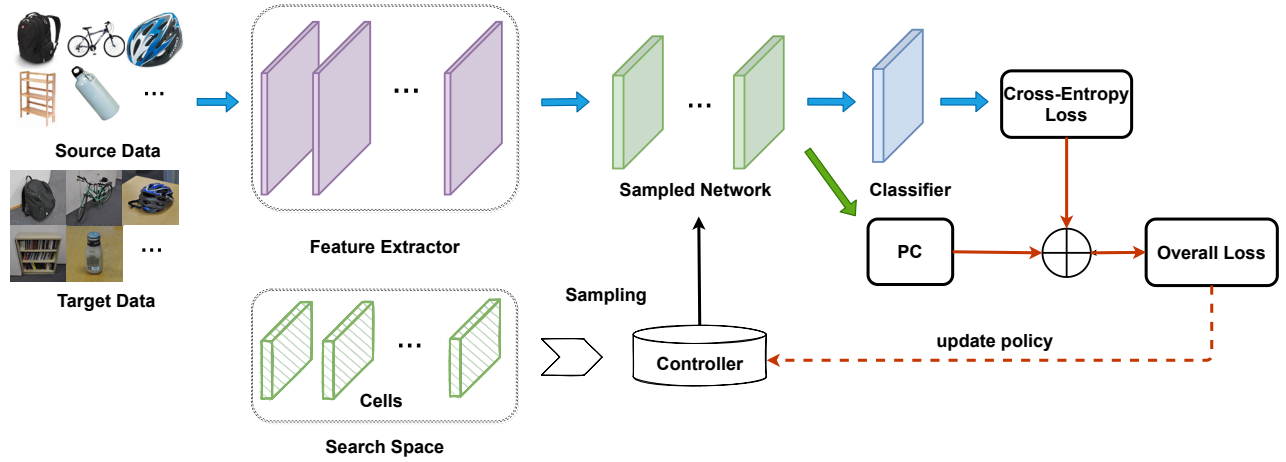 ...
...
...
...
Cross-Entropy
Loss
Source Data
Sampled Network
Classifier
Feature Extractor
PC
Overall Loss
...
Target Data
Sampling
...
update policy
Controller
Cells
Search Space